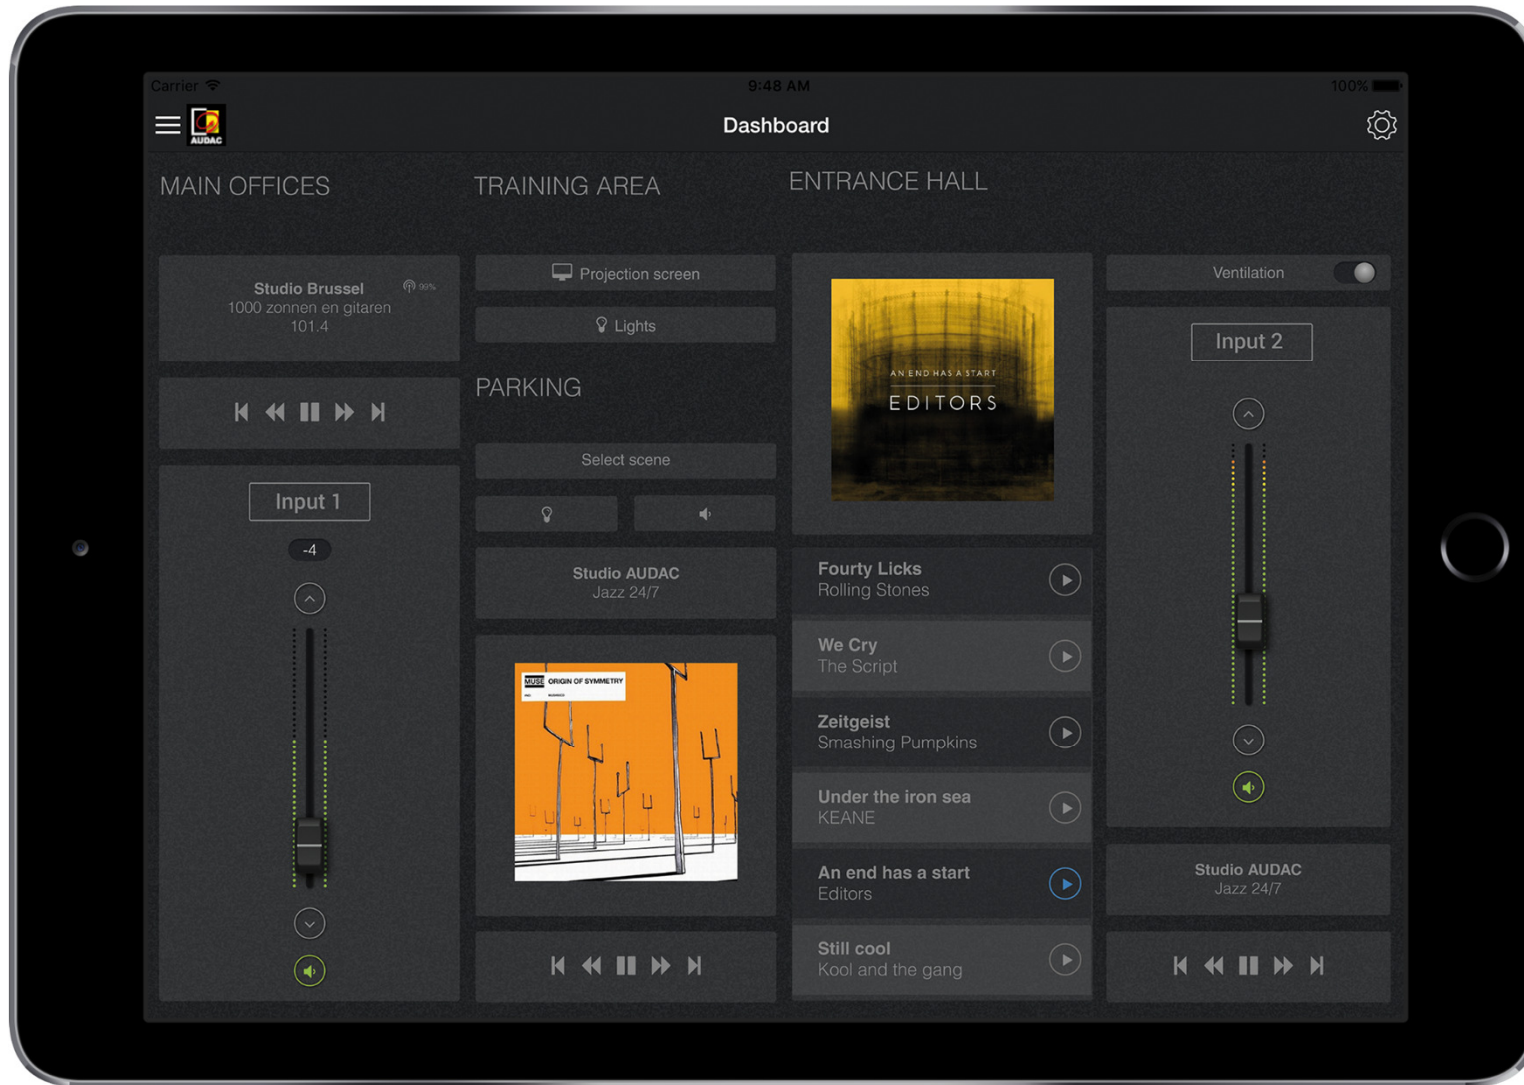 Carrier
9:48 AM
100%
AUDAC
Dashboard
MAIN OFFICES
Studio Brussel
99%
1000 zonnen en gitaren
101.4
Input 1
-4
TRAINING AREA
Projection screen
Lights
PARKING
Select scene
Studio AUDAC
Jazz 24/7
MUSE ORIGIN OF SYMMETRY
ENTRANCE HALL
AN END HAS A START
EDITORS
Fourty Licks
Rolling Stones
We Cry
The Script
Zeitgeist
Smashing Pumpkins
Under the iron sea
KEANE
An end has a start
Editors
Still cool
Kool and the gang
Ventilation
Input 2
Studio AUDAC
Jazz 24/7